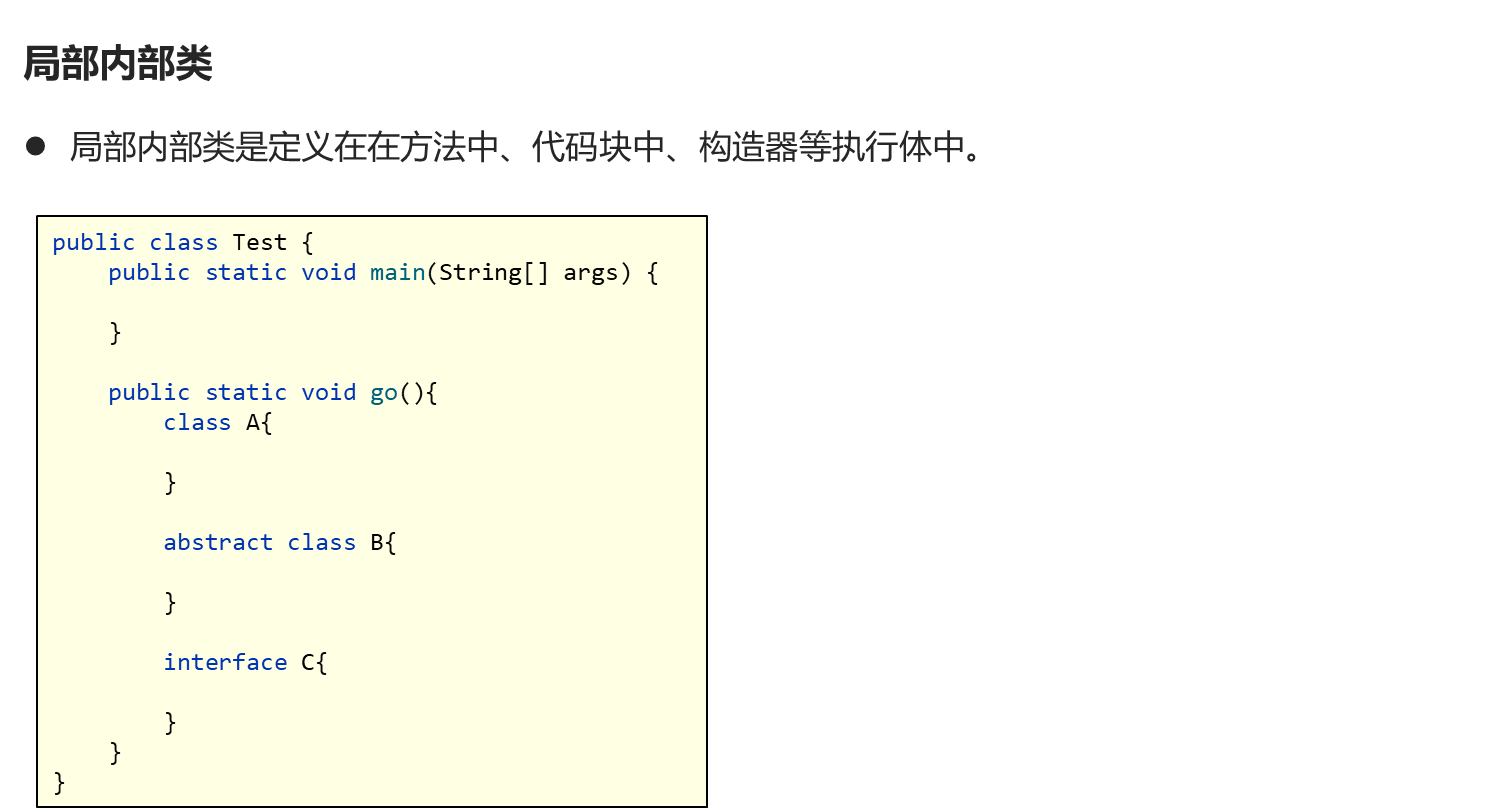 局部内部类
● 局部内部类是定义在在方法中、代码块中、构造器等执行体中。
public class Test {
    public static void main(String[] args) {

    }

    public static void go(){
        class A{

        }

        abstract class B{

        }

        interface C{

        }
    }
}